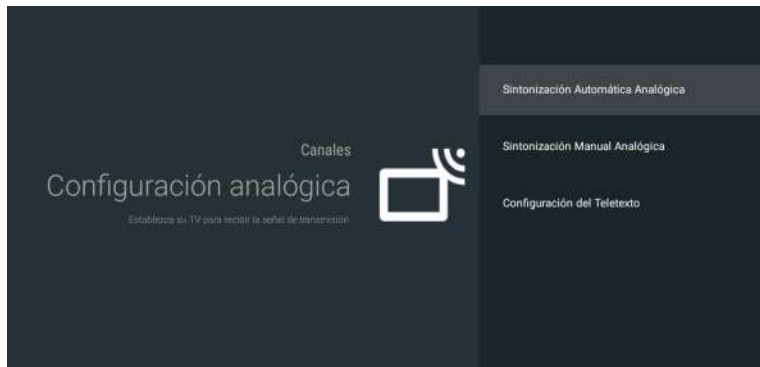 Canales
Configuración analógica
Establezca su TV para recibir la señal de transmisión
Sintonización Automática Analógica
Sintonización Manual Analógica
Configuración del Teletexto